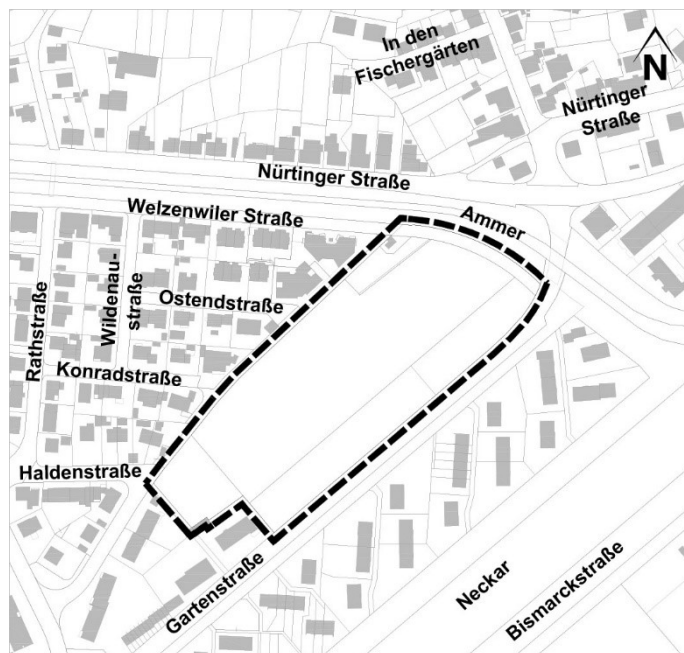 In den
Fischergärten
N
Nürtinger
Straße
Nürtinger Straße
Ammer
Welzenwiler Straße
Ostendstraße
Wildenau-
straße
Rathstraße
Konradstraße
Haldenstraße
Gartenstraße
Neckar
Bismarckstraße